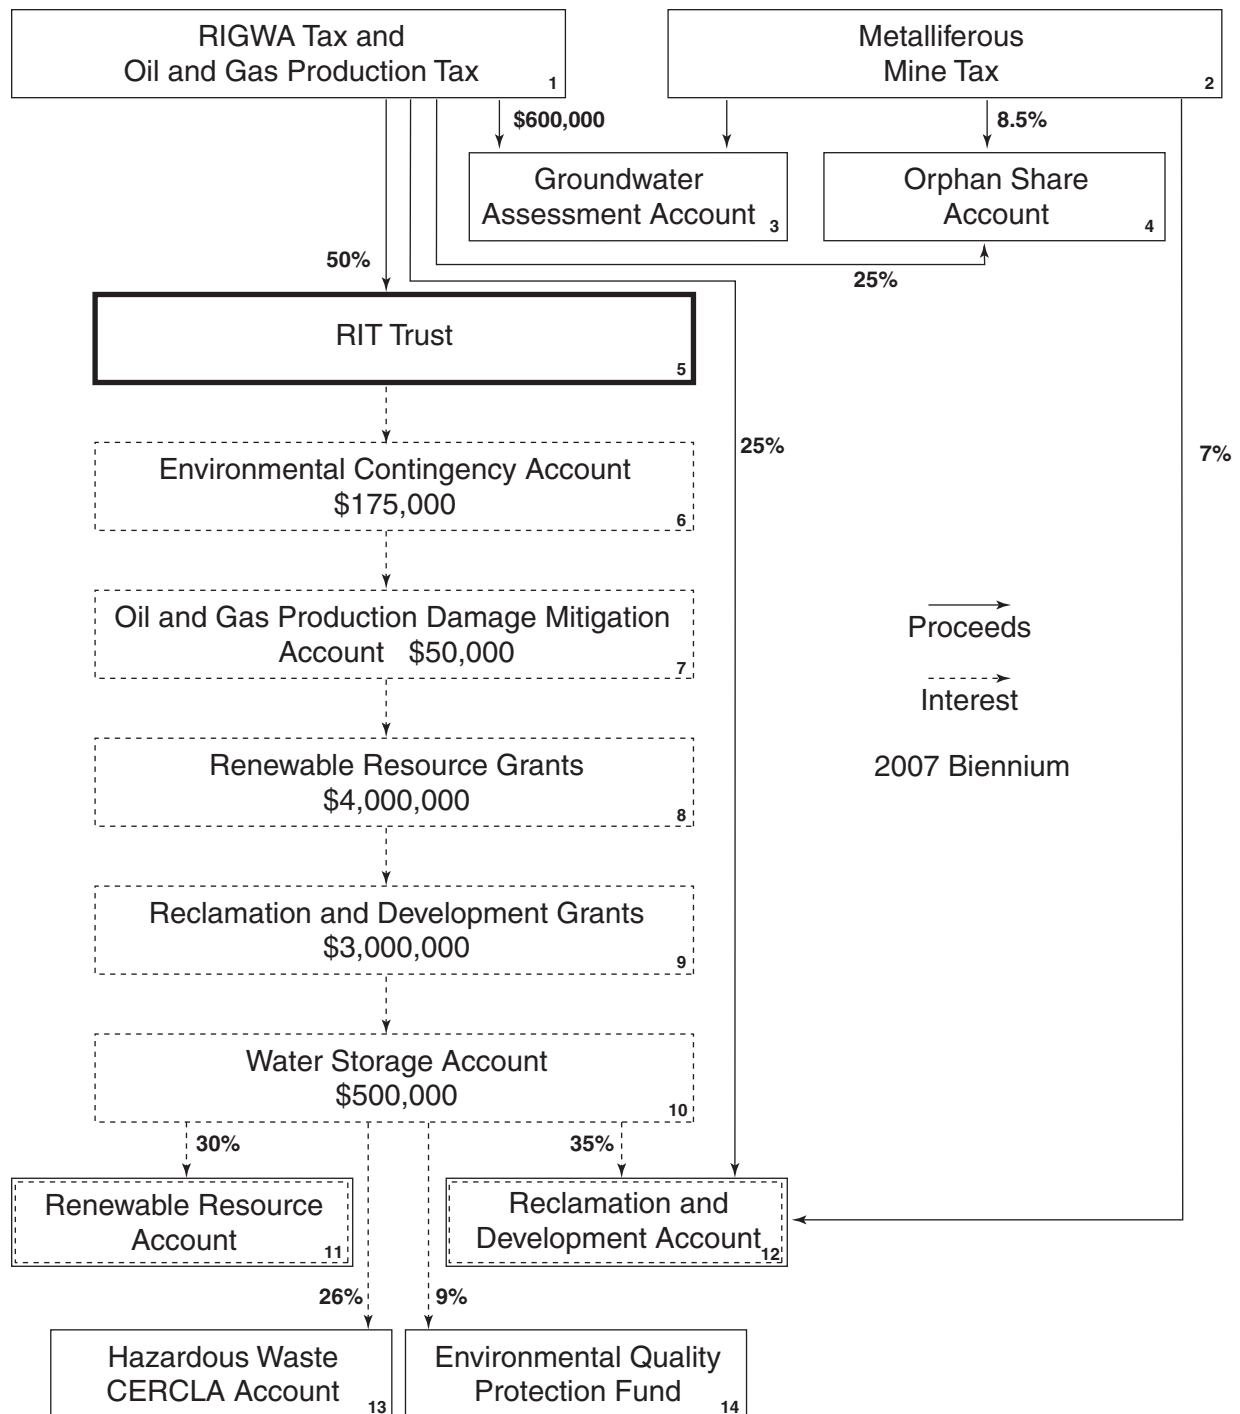 RIGWA Tax and
Oil and Gas Production Tax
1
Metalliferous
Mine Tax
2
$600,000
8.5%
Groundwater
Assessment Account
3
Orphan Share
Account
4
50%
25%
RIT Trust
5
25%
7%
Environmental Contingency Account
$175,000
6
Oil and Gas Production Damage Mitigation
Account $50,000
7
Proceeds
Interest
2007 Biennium
Renewable Resource Grants
$4,000,000
8
Reclamation and Development Grants
$3,000,000
9
Water Storage Account
$500,000
10
30%
35%
Renewable Resource
Account
11
Reclamation and
Development Account
12
26%
9%
Hazardous Waste
CERCLA Account
13
Environmental Quality
Protection Fund
14